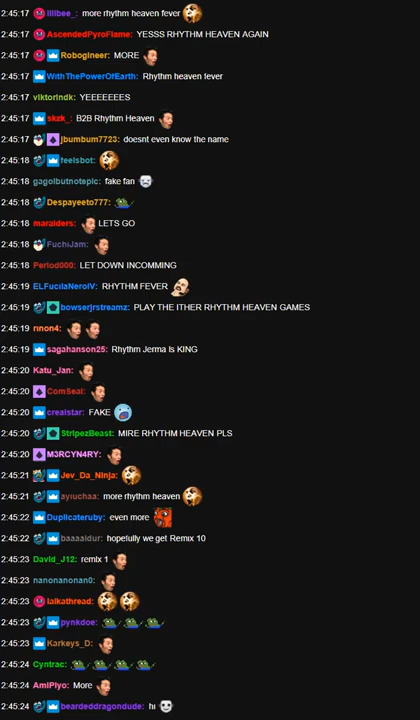 2:45:17 lilibee_: more rhythm heaven fever
2:45:17 AscendedPyroFlame: YESSS RHYTHM HEAVEN AGAIN
2:45:17 Robogineer: MORE
2:45:17 WithThePowerOfEarth: Rhythm heaven fever
2:45:17 viktorindk: YEEEEEEES
2:45:17 skzk_: B2B Rhythm Heaven
2:45:17 jbumbum7723: doesnt even know the name
2:45:18 feelsbot:
2:45:18 gagolbutnotepic: fake fan
2:45:18 Despayeeto777:
2:45:18 maraiders: LETS GO
2:45:18 FuchiJam:
2:45:18 Period000: LET DOWN INCOMMING
2:45:19 ELFucilaNerolV: RHYTHM FEVER
2:45:19 bowserjrstreamz: PLAY THE ITHER RHYTHM HEAVEN GAMES
2:45:19 rinon4:
2:45:19 sagahanson25: Rhythm Jerma is KING
2:45:20 Katu_Jan:
2:45:20 ComSeal:
2:45:20 crealstar: FAKE
2:45:20 StripezBeast: MIRE RHYTHM HEAVEN PLS
2:45:20 M3RCYN4RY:
2:45:21 Jev_Da_Ninja:
2:45:21 ayiuchaa: more rhythm heaven
2:45:22 Duplicateruby: even more
2:45:22 baaaaldur: hopefully we get Remix 10
2:45:23 David_J12: remix 1
2:45:23 nanonanonan0:
2:45:23 lalkathread:
2:45:23 pynkdoe:
2:45:23 Karkeys_D:
2:45:24 Cyntrac:
2:45:24 AmiPiyo: More
2:45:24 beardeddragondude: hi